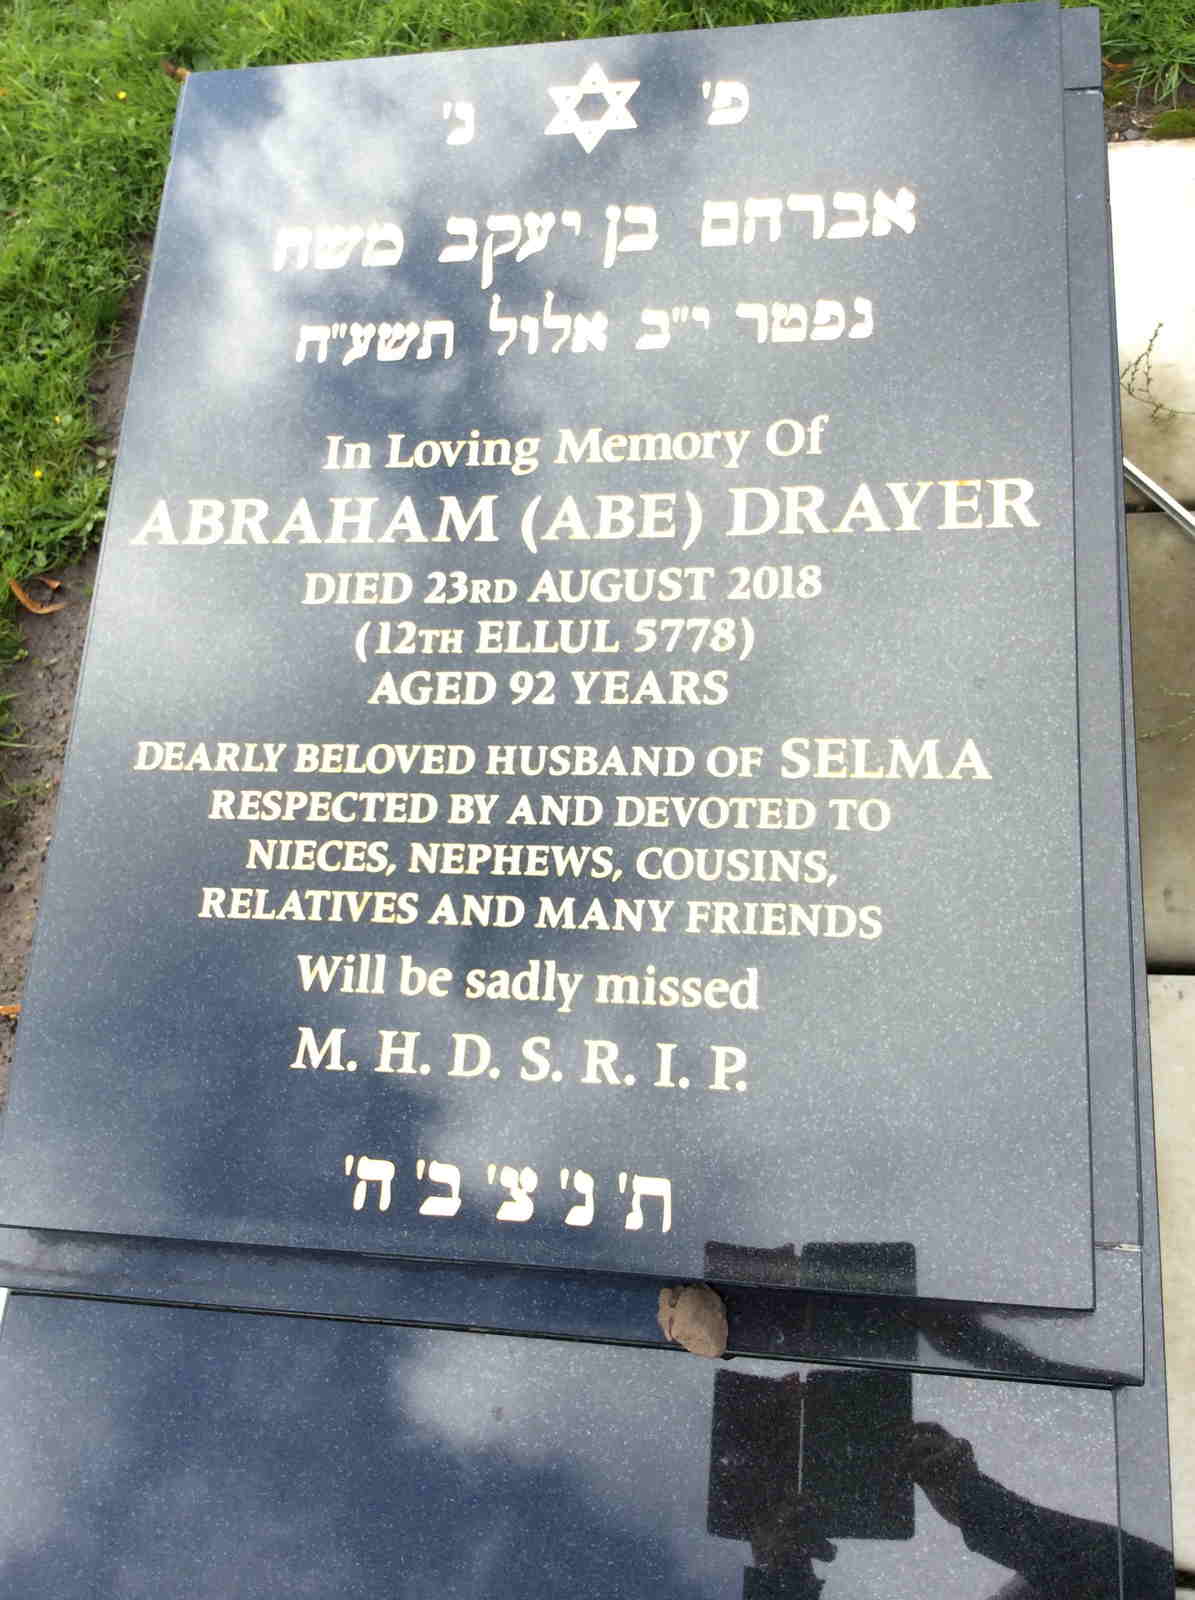 פ' נ'
אברהם בן יעקב משה
נפטר י"ב אלול תשע"ח
In Loving Memory Of
ABRAHAM (ABE) DRAYER
DIED 23RD AUGUST 2018
(12TH ELLUL 5778)
AGED 92 YEARS
DEARLY BELOVED HUSBAND OF SELMA
RESPECTED BY AND DEVOTED TO
NIECES, NEPHEWS, COUSINS,
RELATIVES AND MANY FRIENDS
Will be sadly missed
M. H. D. S. R. I. P.
ת' נ' צ' ב' ה'